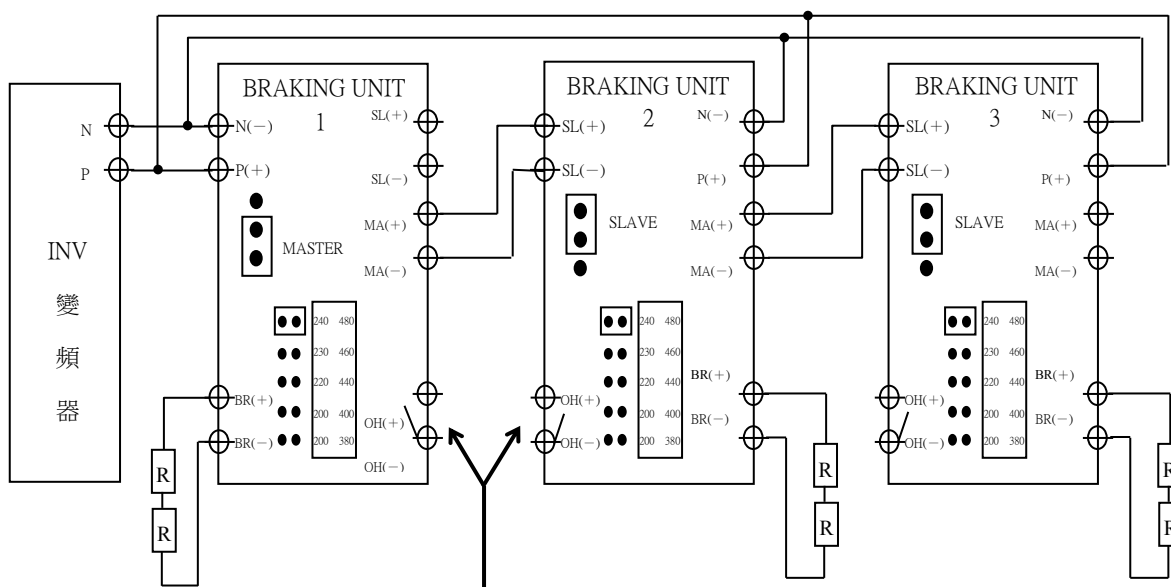 INV
變
頻
器
N
P
BRAKING UNIT
1
N(−)
P(+)
SL(+)
SL(−)
MA(+)
MA(−)
MASTER
240 480
230 460
220 440
200 400
200 380
BR(+)
BR(−)
OH(+)
OH(−)
R
R
BRAKING UNIT
2
SL(+)
SL(−)
N(−)
P(+)
MA(+)
MA(−)
SLAVE
240 480
230 460
220 440
200 400
200 380
OH(+)
OH(−)
BR(+)
BR(−)
R
R
BRAKING UNIT
3
SL(+)
SL(−)
N(−)
P(+)
MA(+)
MA(−)
SLAVE
240 480
230 460
220 440
200 400
200 380
OH(+)
OH(−)
BR(+)
BR(−)
R
R